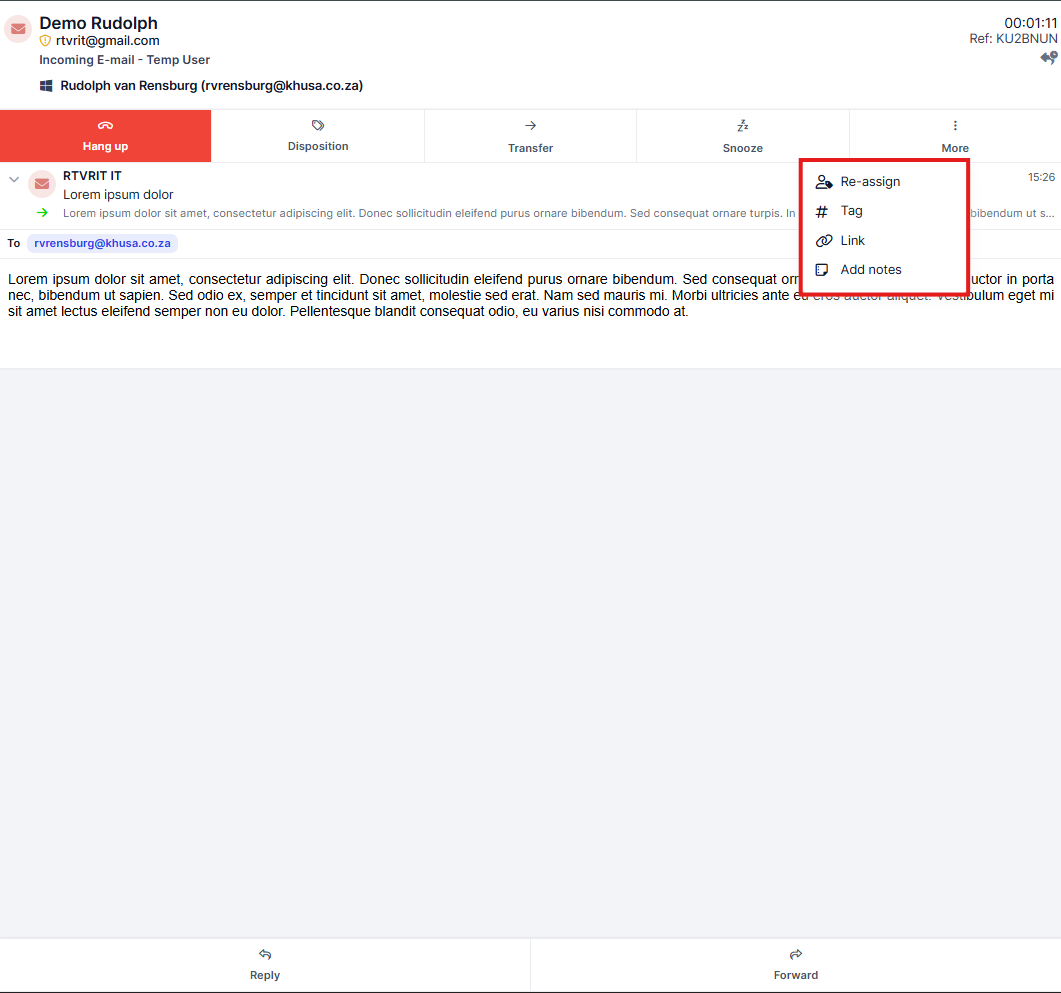 Demo Rudolph
00:01:11
rtvrit@gmail.com
Ref: KU2BNUN
Incoming E-mail - Temp User
Rudolph van Rensburg (rvrensburg@khusa.co.za)
Hang up
Disposition
Transfer
Snooze
More
RTVRIT IT
15:26
Lorem ipsum dolor
Lorem ipsum dolor sit amet, consectetur adipiscing elit. Donec sollicitudin eleifend purus ornare bibendum. Sed consequat ornare turpis. In bibendum ut s...
Re-assign
Tag
Link
Add notes
To rvrensburg@khusa.co.za
Lorem ipsum dolor sit amet, consectetur adipiscing elit. Donec sollicitudin eleifend purus ornare bibendum. Sed consequat in porta
nec, bibendum ut sapien. Sed odio ex, semper et tincidunt sit amet, molestie sed erat. Nam sed mauris mi. Morbi ultricies ante eu eros auctor aliquet. Vestibulum eget mi
sit amet lectus eleifend semper non eu dolor. Pellentesque blandit consequat odio, eu varius nisi commodo at.
Reply
Forward